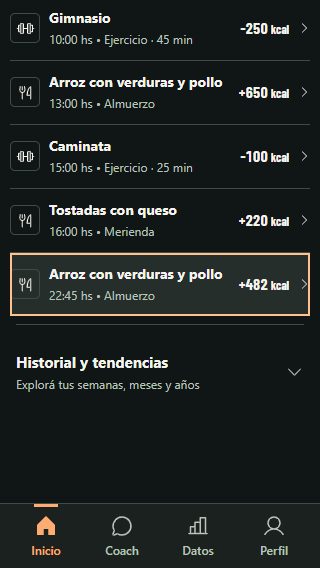 Gimnasio
10:00 hs • Ejercicio · 45 min
-250 kcal
Arroz con verduras y pollo
13:00 hs • Almuerzo
+650 kcal
Caminata
15:00 hs • Ejercicio · 25 min
-100 kcal
Tostadas con queso
16:00 hs • Merienda
+220 kcal
Arroz con verduras y pollo
22:45 hs • Almuerzo
+482 kcal
Historial y tendencias
Explorá tus semanas, meses y años
Inicio
Coach
Datos
Perfil